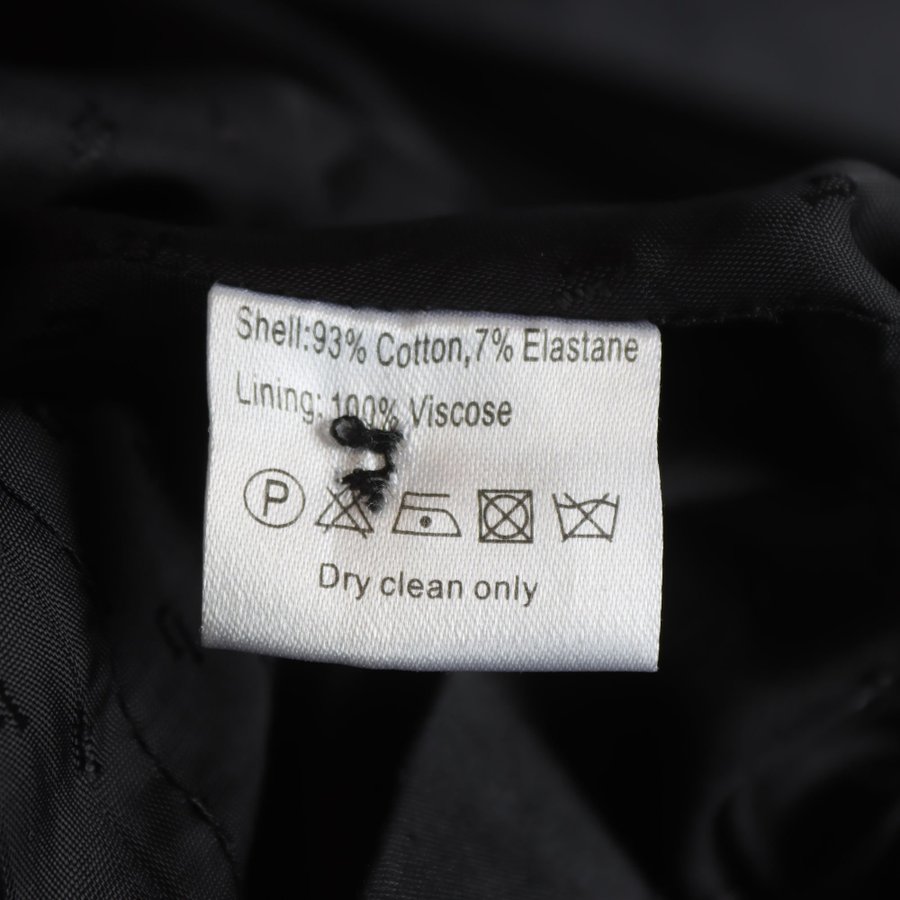 Shell:93% Cotton,7% Elastane
Lining: 100% Viscose
P
Dry clean only